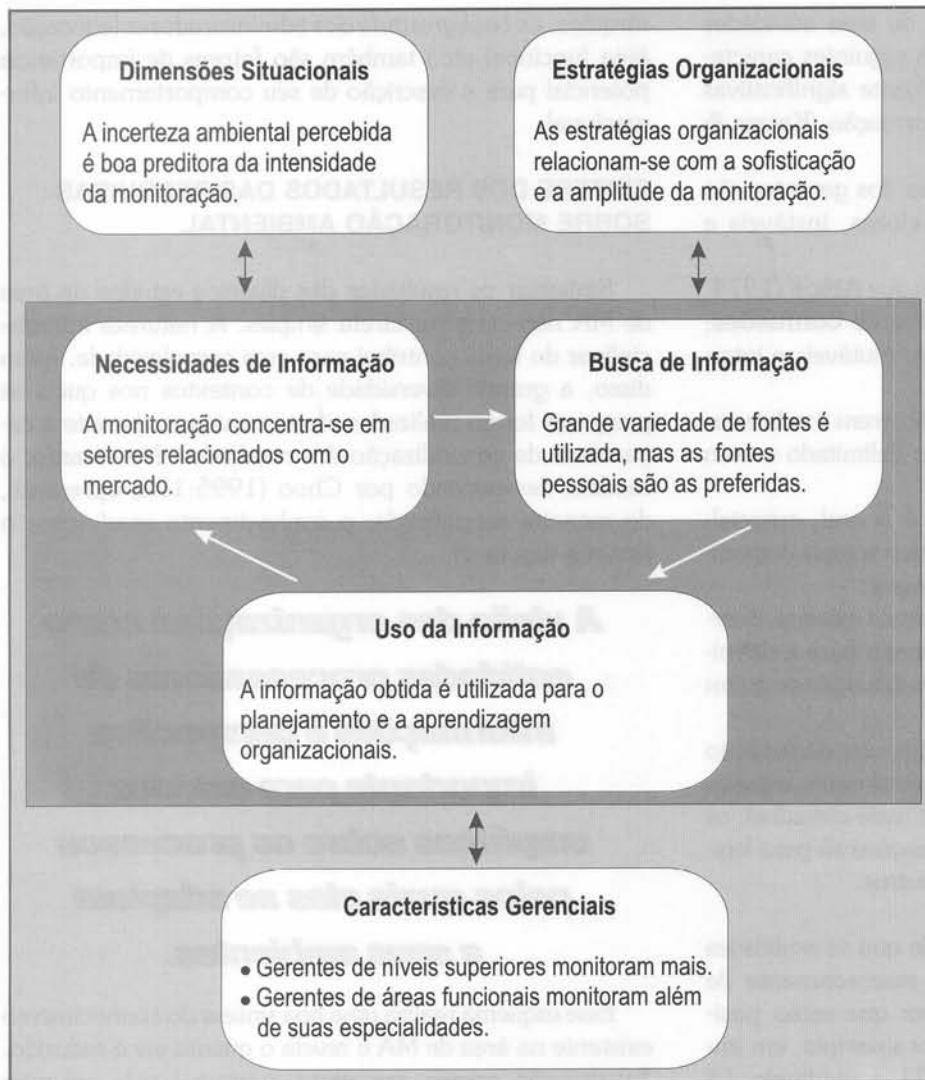 Dimensões Situacionais
A incerteza ambiental percebida
é boa preditora da intensidade
da monitoração.
Estratégias Organizacionais
As estratégias organizacionais
relacionam-se com a sofisticação
e a amplitude da monitoração.
Necessidades de Informação
A monitoração concentra-se em
setores relacionados com o
mercado.
Busca de Informação
Grande variedade de fontes é
utilizada, mas as fontes
pessoais são as preferidas.
Uso da Informação
A informação obtida é utilizada para o
planejamento e a aprendizagem
organizacionais.
Características Gerenciais
• Gerentes de níveis superiores monitoram mais.
• Gerentes de áreas funcionais monitoram além
de suas especialidades.